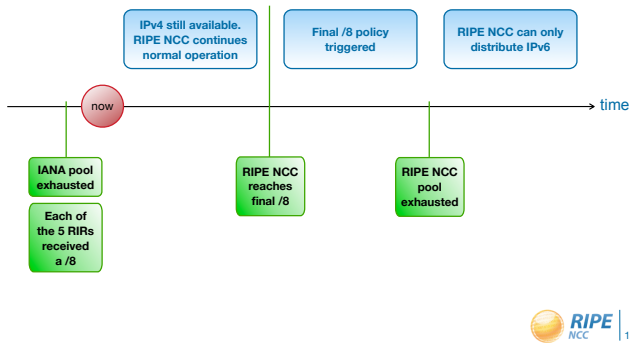 IPv4 still available.
RIPE NCC continues
normal operation
Final /8 policy
triggered
RIPE NCC can only
distribute IPv6
now
time
IANA pool
exhausted
Each of
the 5 RIRs
received
a /8
RIPE NCC
reaches
final /8
RIPE NCC
pool
exhausted
RIPE
NCC
1